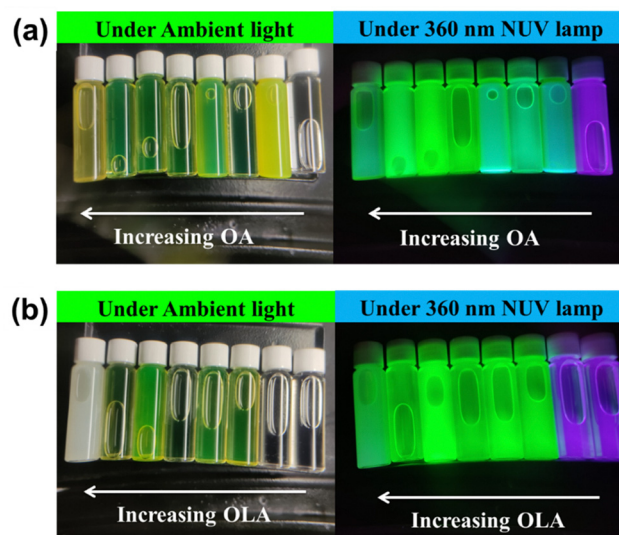 (a)
Under Ambient light
Under 360 nm NUV lamp
Increasing OA
Increasing OA
(b)
Under Ambient light
Under 360 nm NUV lamp
Increasing OLA
Increasing OLA